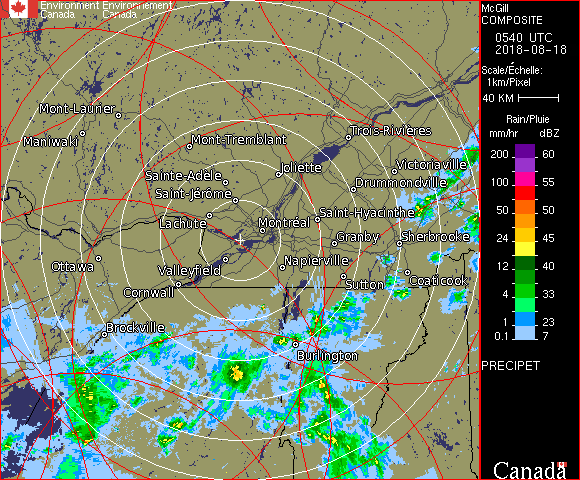 Environment Environnement
Canada Canada
McGill
COMPOSITE
0540 UTC
2018-08-18
Scale/Échelle:
1km/Pixel
40 KM
Rain/Pluie
mm/hr dBZ
200 60
100 55
50 50
24 45
12 40
4 33
1 23
0.1 7
PRECIPET
Canada
Mont-Laurier
Maniwaki
Mont-Tremblant
Trois-Rivières
Victoriaville
Joliette
Sainte-Adèle
Drummondville
Saint-Jérôme
Lachute
Montréal
Saint-Hyacinthe
Granby
Sherbrooke
Ottawa
Valleyfield
Napierville
Sutton
Coaticook
Cornwall
Brockville
Burlington